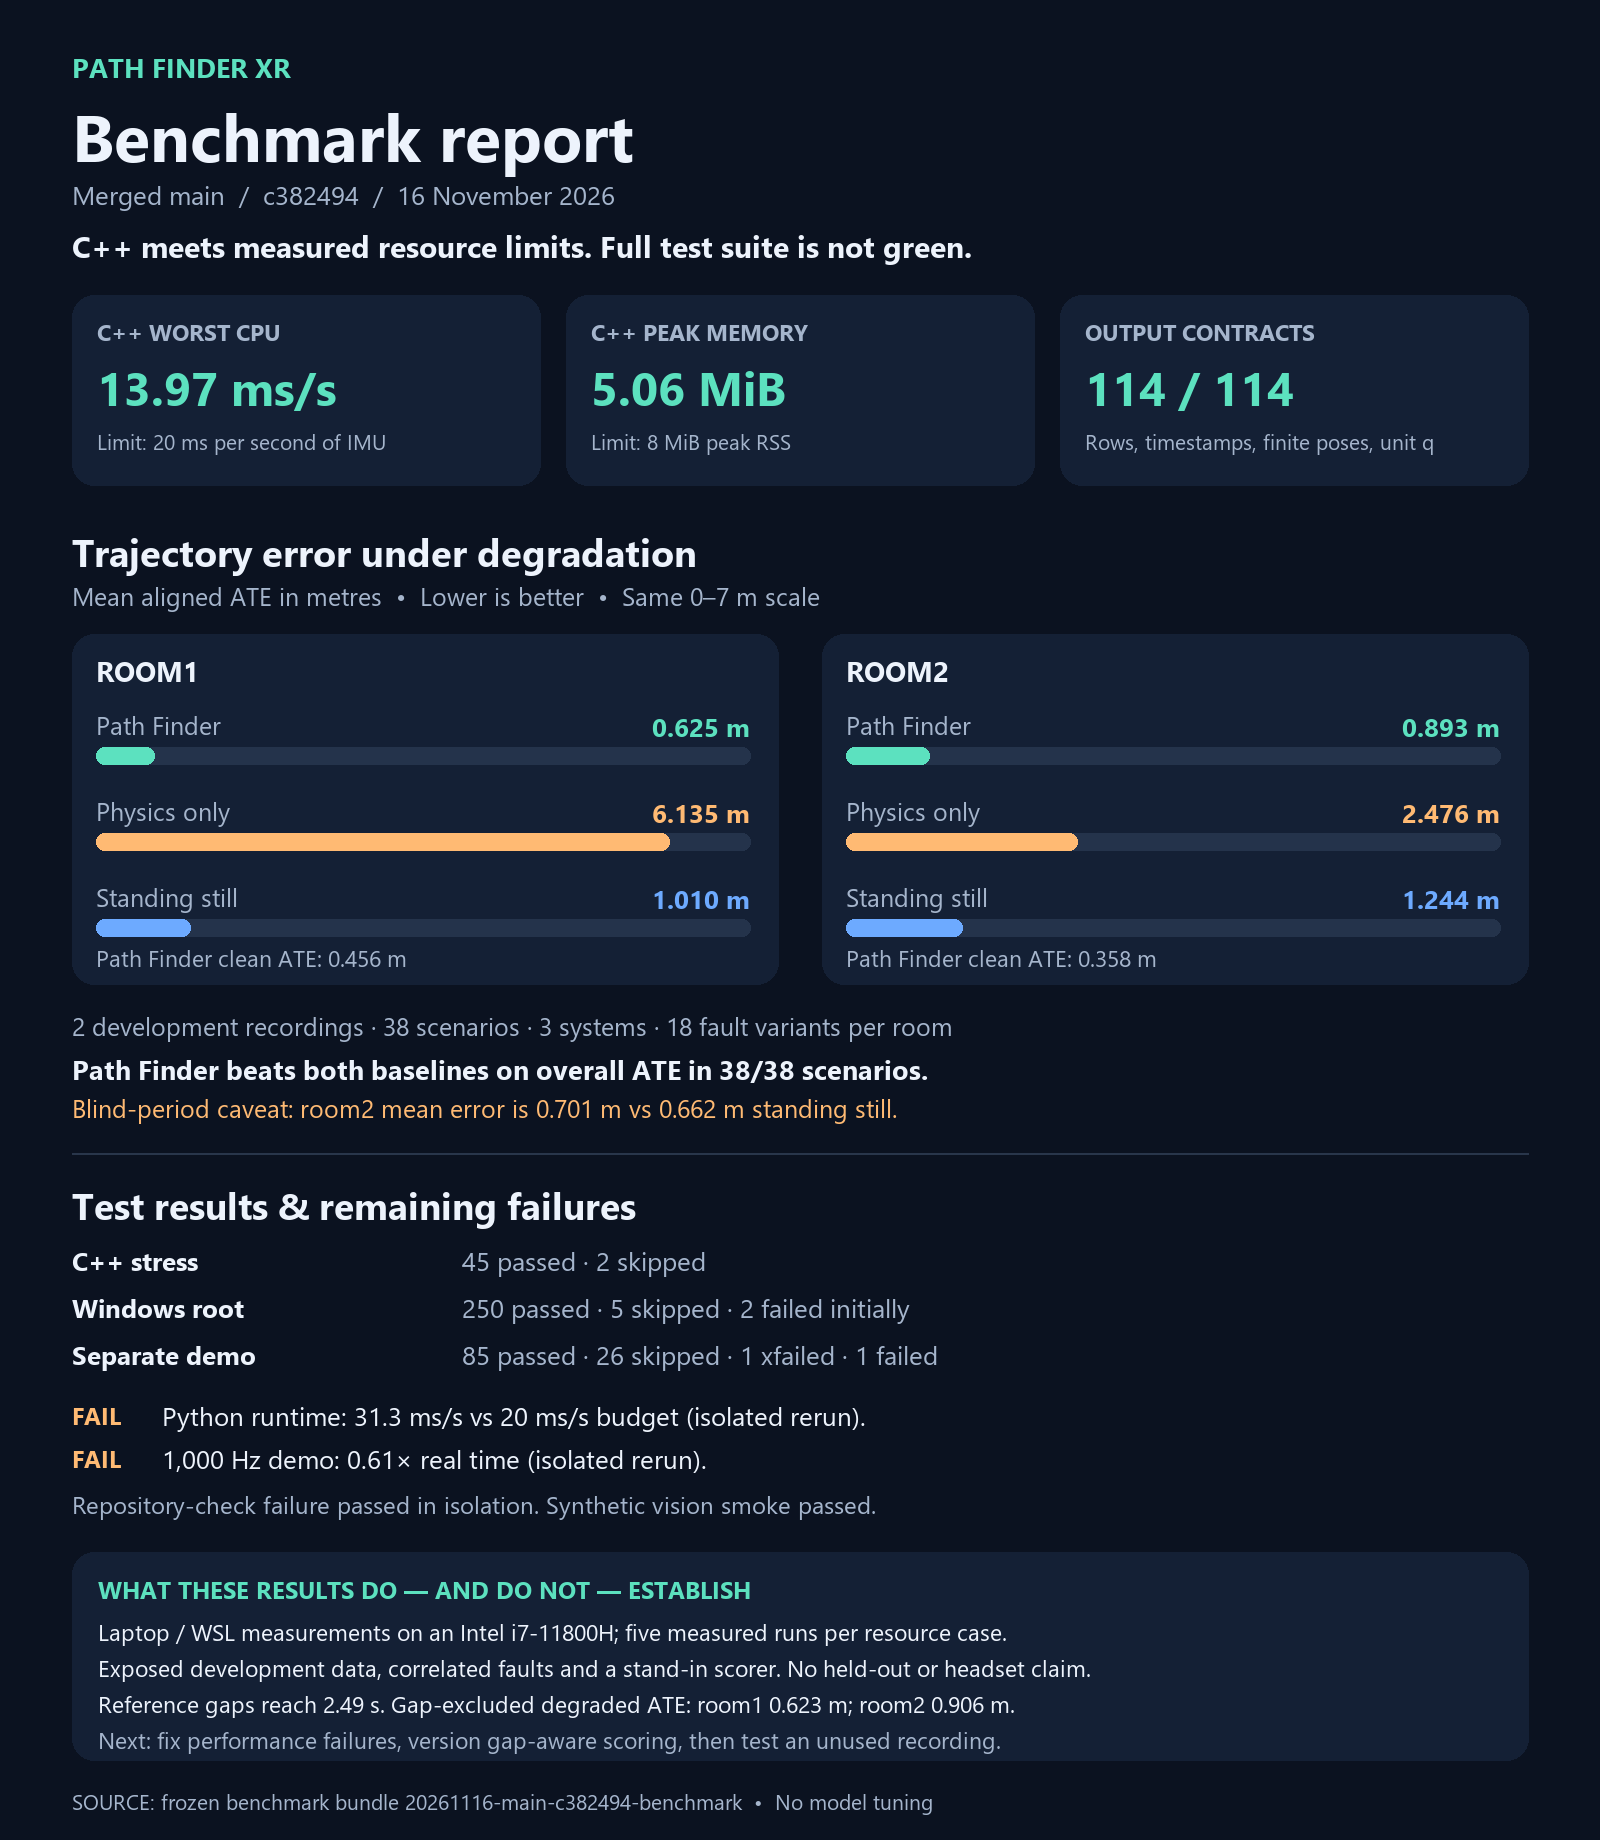 PATH FINDER XR
Benchmark report
Merged main / c382494 / 16 November 2026
C++ meets measured resource limits. Full test suite is not green.
C++ WORST CPU
13.97 ms/s
Limit: 20 ms per second of IMU
C++ PEAK MEMORY
5.06 MiB
Limit: 8 MiB peak RSS
OUTPUT CONTRACTS
114 / 114
Rows, timestamps, finite poses, unit q
Trajectory error under degradation
Mean aligned ATE in metres • Lower is better • Same 0–7 m scale
ROOM1
Path Finder 0.625 m
Physics only 6.135 m
Standing still 1.010 m
Path Finder clean ATE: 0.456 m
ROOM2
Path Finder 0.893 m
Physics only 2.476 m
Standing still 1.244 m
Path Finder clean ATE: 0.358 m
2 development recordings · 38 scenarios · 3 systems · 18 fault variants per room
Path Finder beats both baselines on overall ATE in 38/38 scenarios.
Blind-period caveat: room2 mean error is 0.701 m vs 0.662 m standing still.
Test results & remaining failures
C++ stress 45 passed · 2 skipped
Windows root 250 passed · 5 skipped · 2 failed initially
Separate demo 85 passed · 26 skipped · 1 xfailed · 1 failed
FAIL Python runtime: 31.3 ms/s vs 20 ms/s budget (isolated rerun).
FAIL 1,000 Hz demo: 0.61× real time (isolated rerun).
Repository-check failure passed in isolation. Synthetic vision smoke passed.
WHAT THESE RESULTS DO — AND DO NOT — ESTABLISH
Laptop / WSL measurements on an Intel i7-11800H; five measured runs per resource case.
Exposed development data, correlated faults and a stand-in scorer. No held-out or headset claim.
Reference gaps reach 2.49 s. Gap-excluded degraded ATE: room1 0.623 m; room2 0.906 m.
Next: fix performance failures, version gap-aware scoring, then test an unused recording.
SOURCE: frozen benchmark bundle 20261116-main-c382494-benchmark • No model tuning